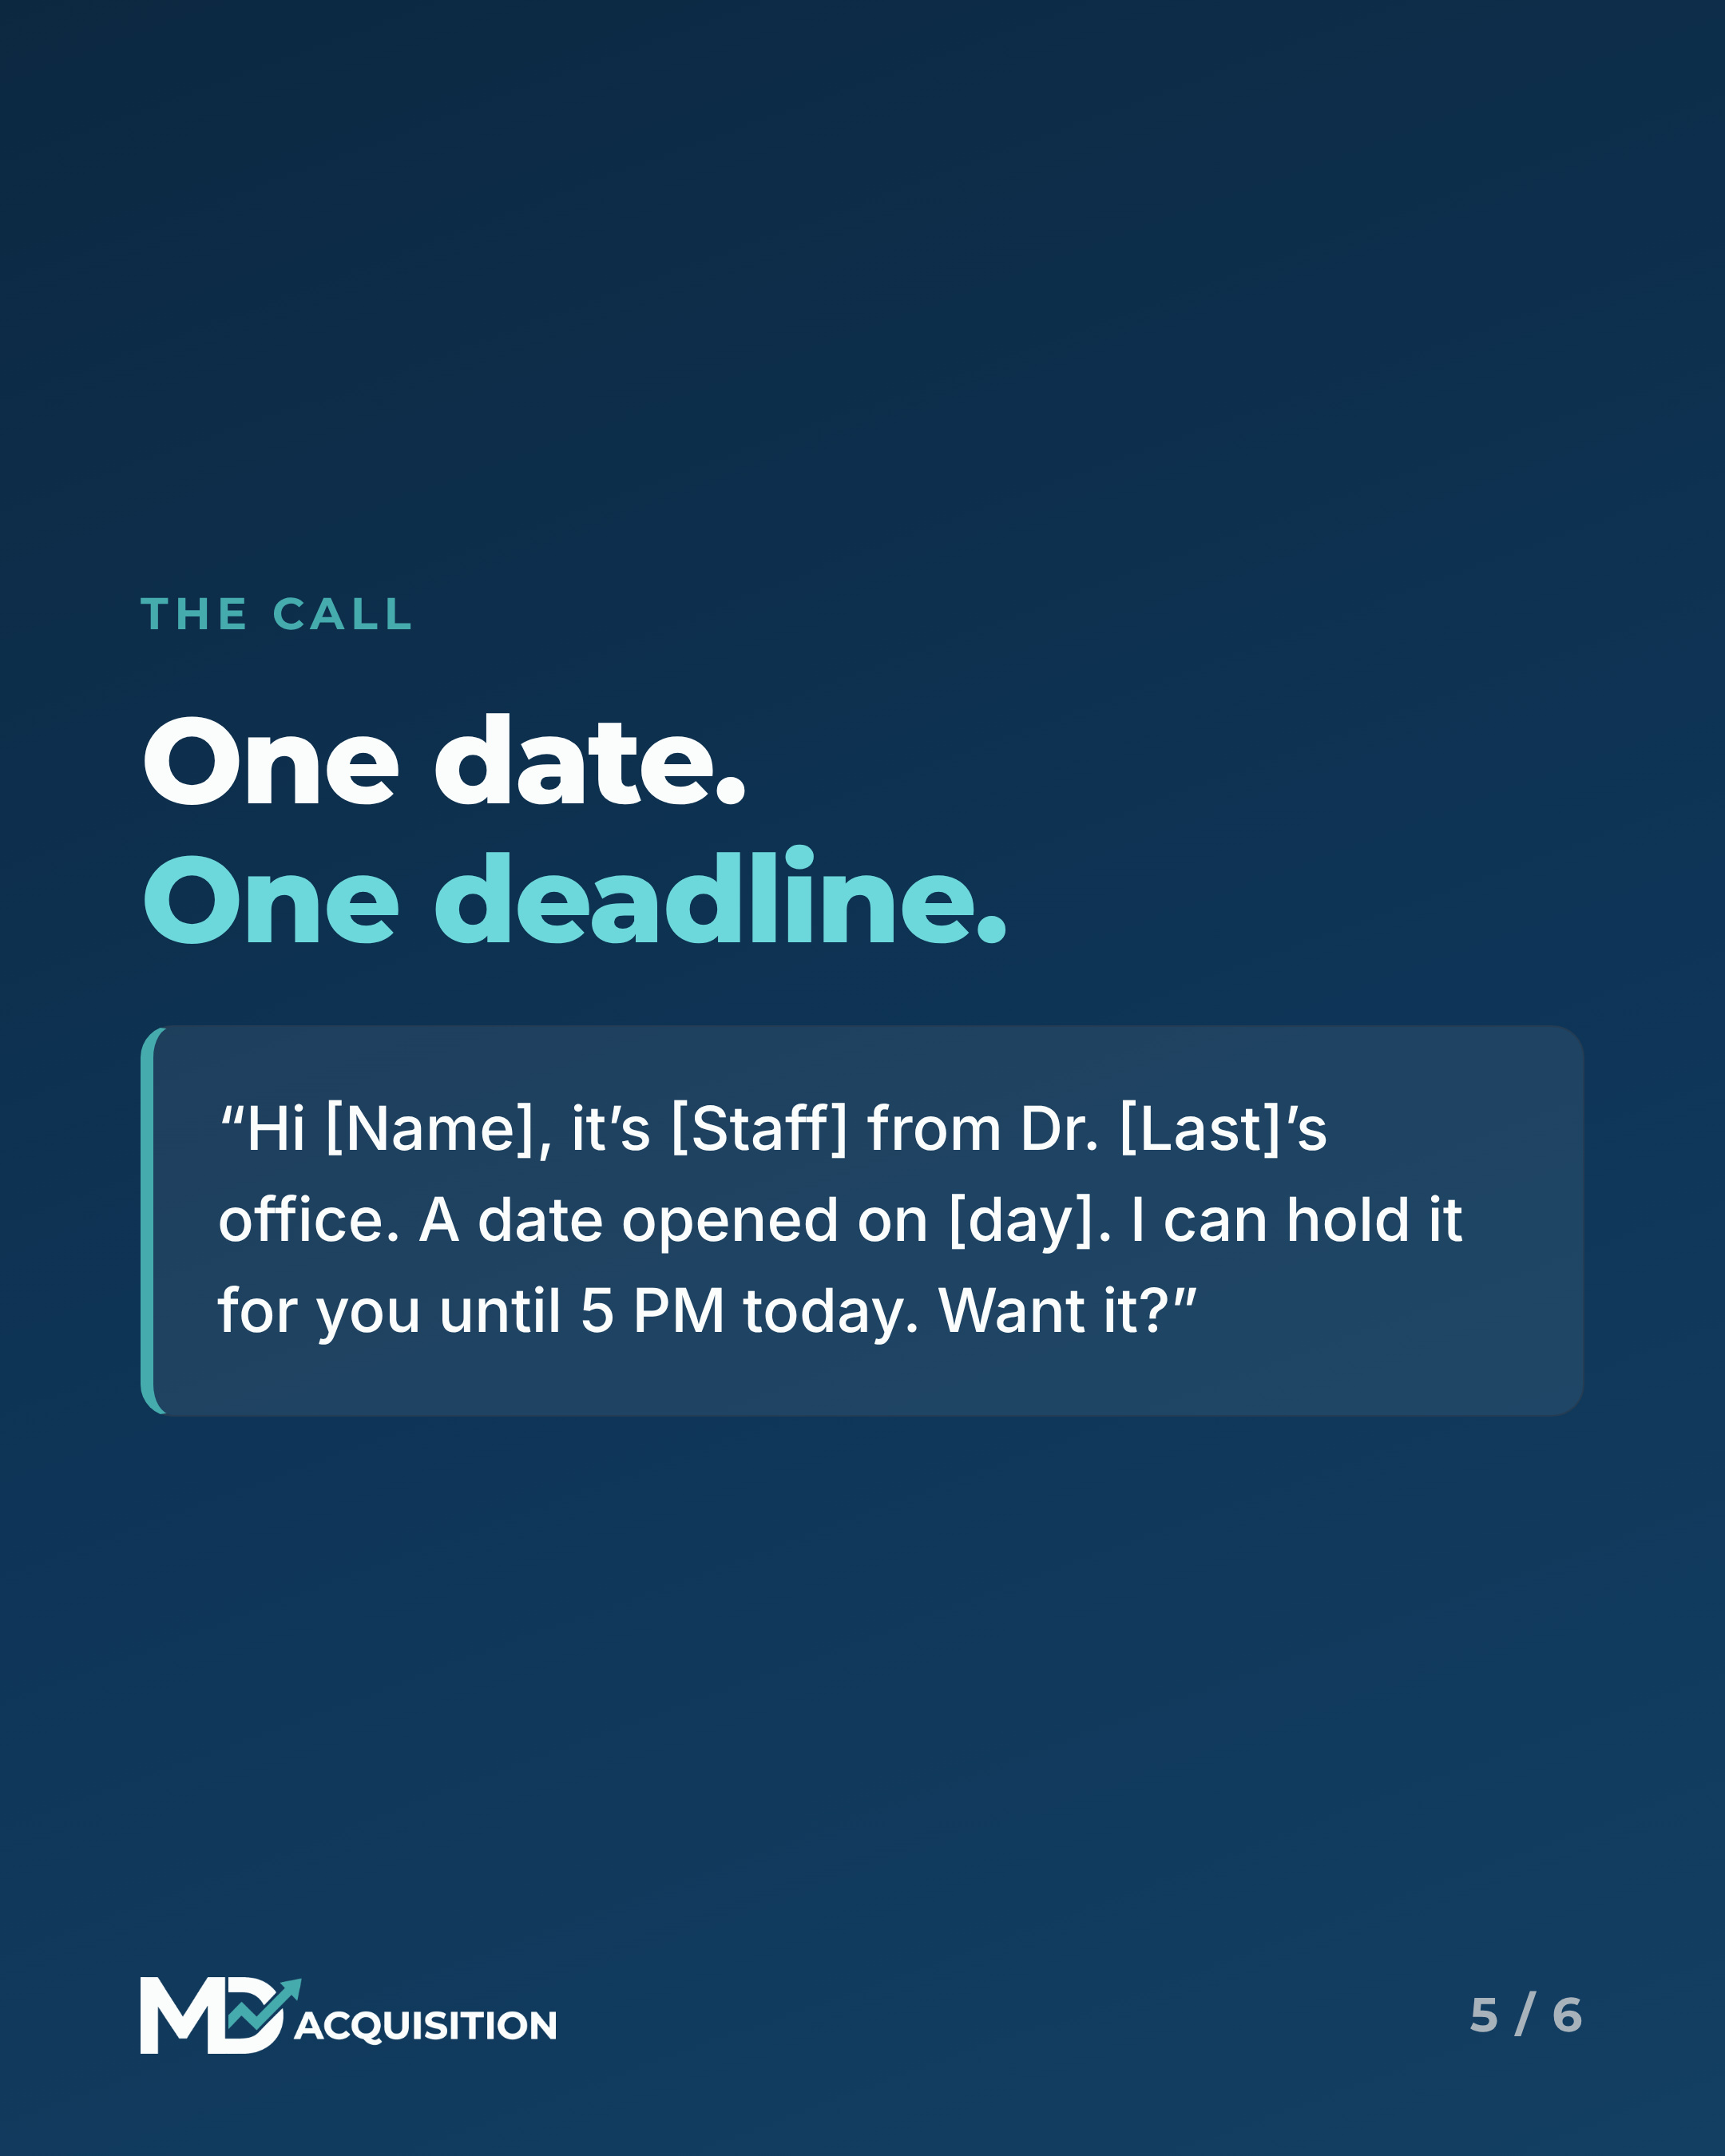 THE CALL
One date.
One deadline.
“Hi [Name], it’s [Staff] from Dr. [Last]’s
office. A date opened on [day]. I can hold it
for you until 5 PM today. Want it?”
MD ACQUISITION
5 / 6